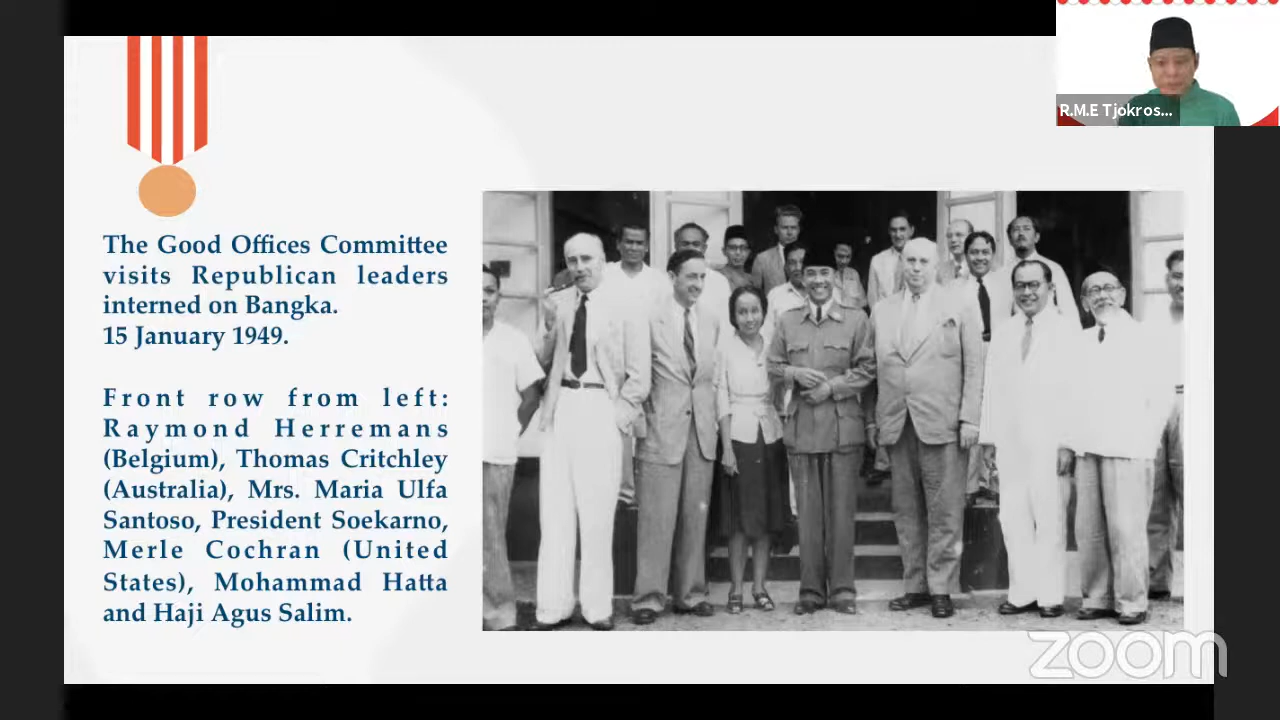 R.M.E Tjokros...
The Good Offices Committee
visits Republican leaders
interned on Bangka.
15 January 1949.
Front row from left:
Raymond Herremans
(Belgium), Thomas Critchley
(Australia), Mrs. Maria Ulfa
Santoso, President Soekarno,
Merle Cochran (United
States), Mohammad Hatta
and Haji Agus Salim.
zoom